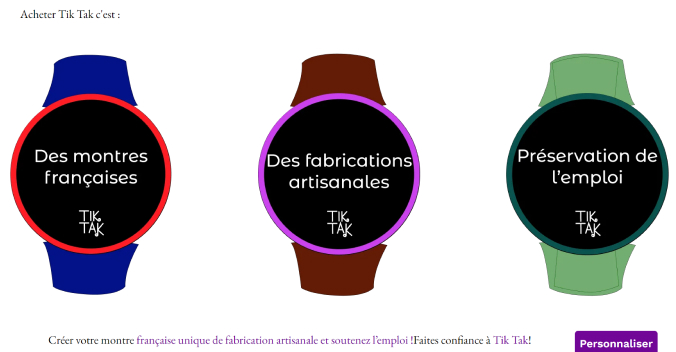 Acheter Tik Tak c'est :
Des montres
françaises
TIK
TAK
Des fabrications
artisanales
TIK
TAK
Préservation de
l'emploi
TIK
TAK
Créer votre montre française unique de fabrication artisanale et soutenez l'emploi !Faites confiance à Tik Tak!
Personnaliser